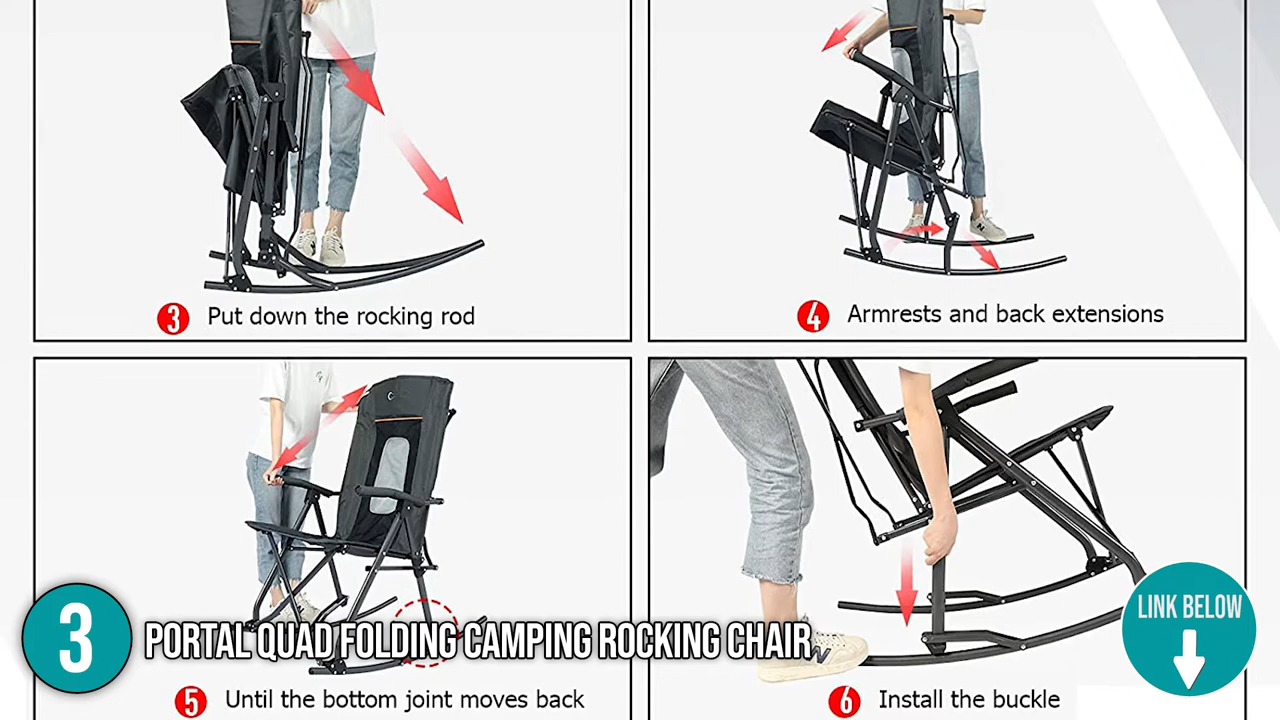 3 Put down the rocking rod
4 Armrests and back extensions
3
PORTAL QUAD FOLDING CAMPING ROCKING CHAIR
LINK BELOW
5 Until the bottom joint moves back
6 Install the buckle